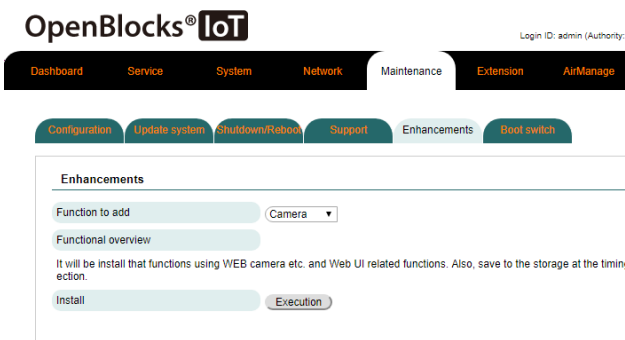 OpenBlocks® IoT
Login ID: admin (Authority:
Dashboard Service System Network Maintenance Extension AirManage
Configuration Update system Shutdown/Reboot Support Enhancements Boot switch
Enhancements
Function to add Camera
Functional overview
It will be install that functions using WEB camera etc. and Web UI related functions. Also, save to the storage at the timin
ection.
Install Execution